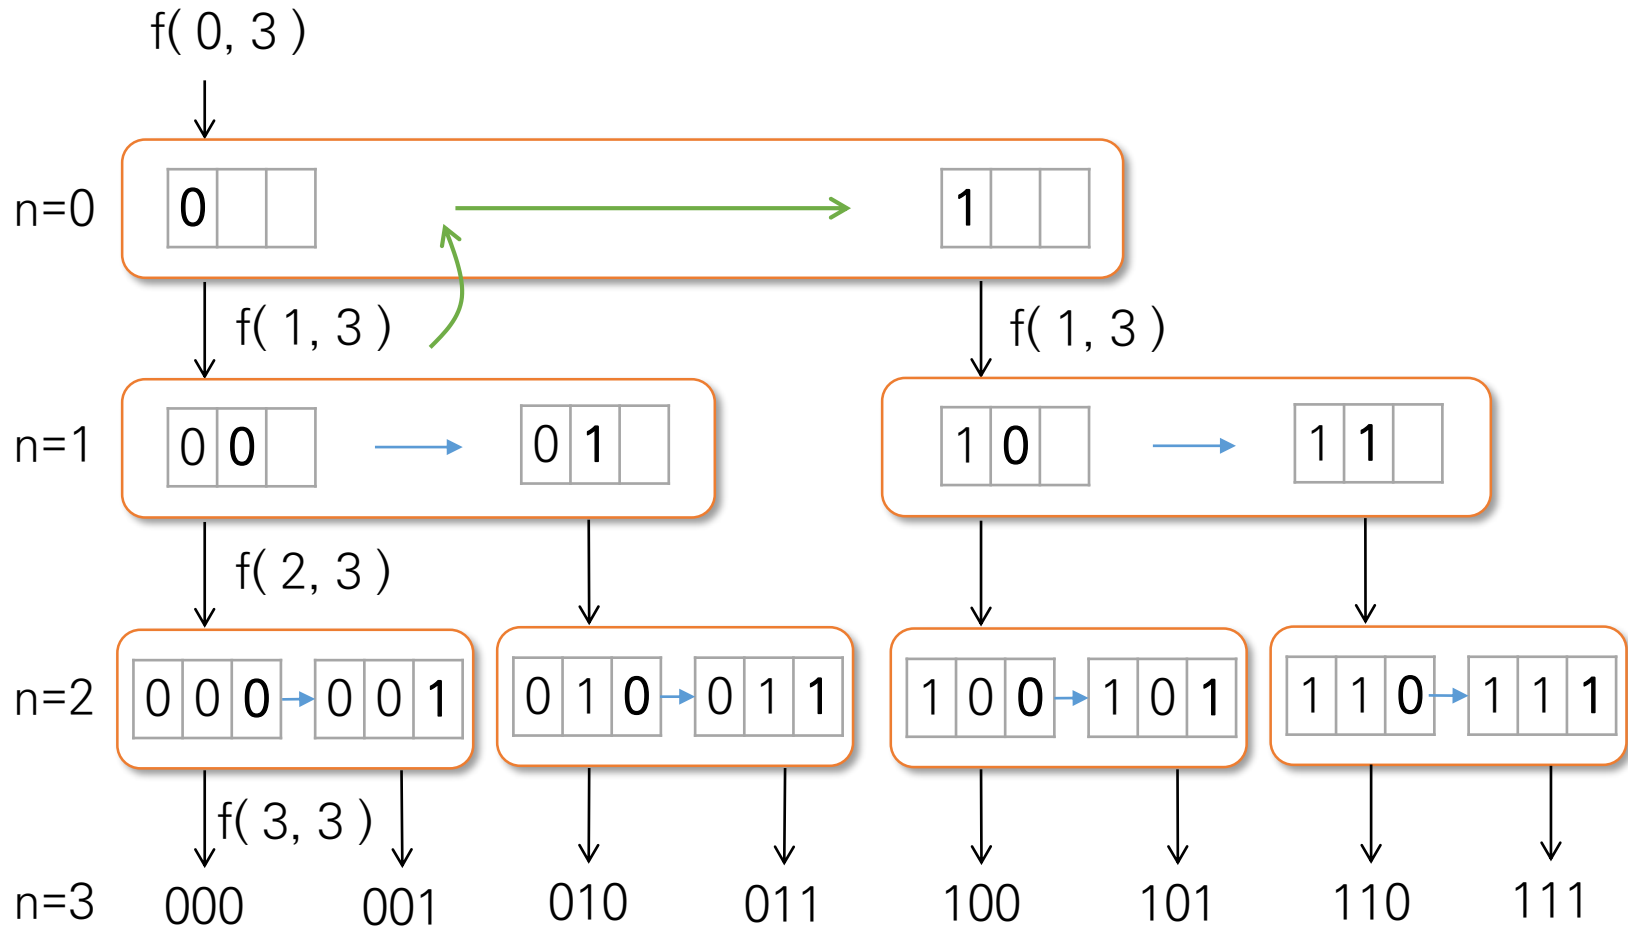 f( 0, 3 )
n=0 0 1
f( 1, 3 ) f( 1, 3 )
n=1 0 0 0 1 1 0 1 1
f( 2, 3 )
n=2 0 0 0 0 0 1 0 1 0 0 1 1 1 0 0 1 0 1 1 1 0 1 1 1
f( 3, 3 )
n=3 000 001 010 011 100 101 110 111